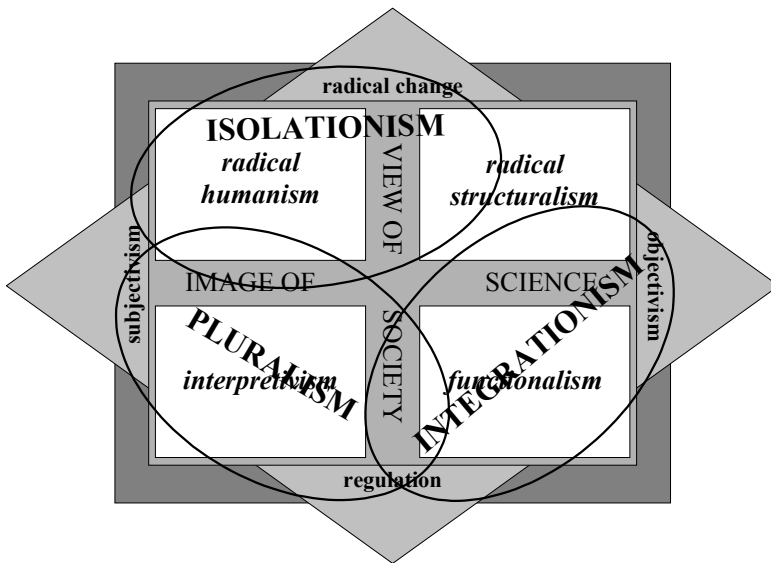 radical change
ISOLATIONISM
radical
humanism
VIEW OF
radical
structuralism
subjectivism
IMAGE OF
SCIENCE
objectivism
PLURALISM
interpretivism
SOCIETY
INTEGRATIONISM
functionalism
regulation